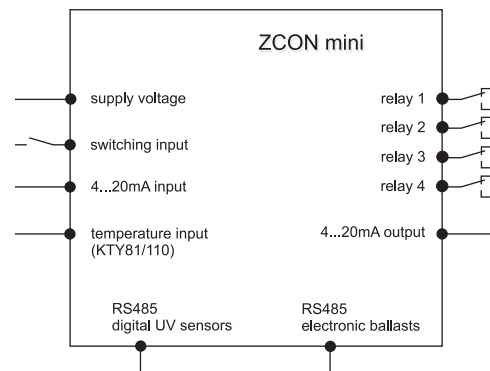 ZCON mini
supply voltage
switching input
4...20mA input
temperature input
(KTY81/110)
relay 1
relay 2
relay 3
relay 4
4...20mA output
RS485
digital UV sensors
RS485
electronic ballasts